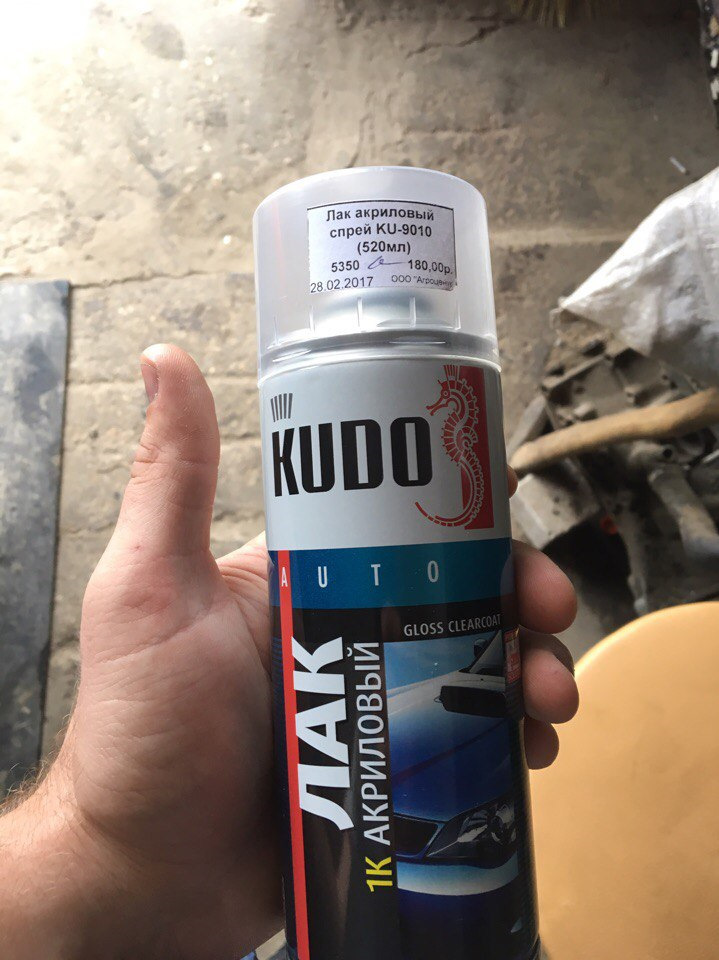 Лак акриловый
спрей KU-9010
(520мл)
5350 180,00р.
28.02.2017 ООО "Агроцентр
KUDO
AUTO
GLOSS CLEARCOAT
ЛАК
1К АКРИЛОВЫЙ